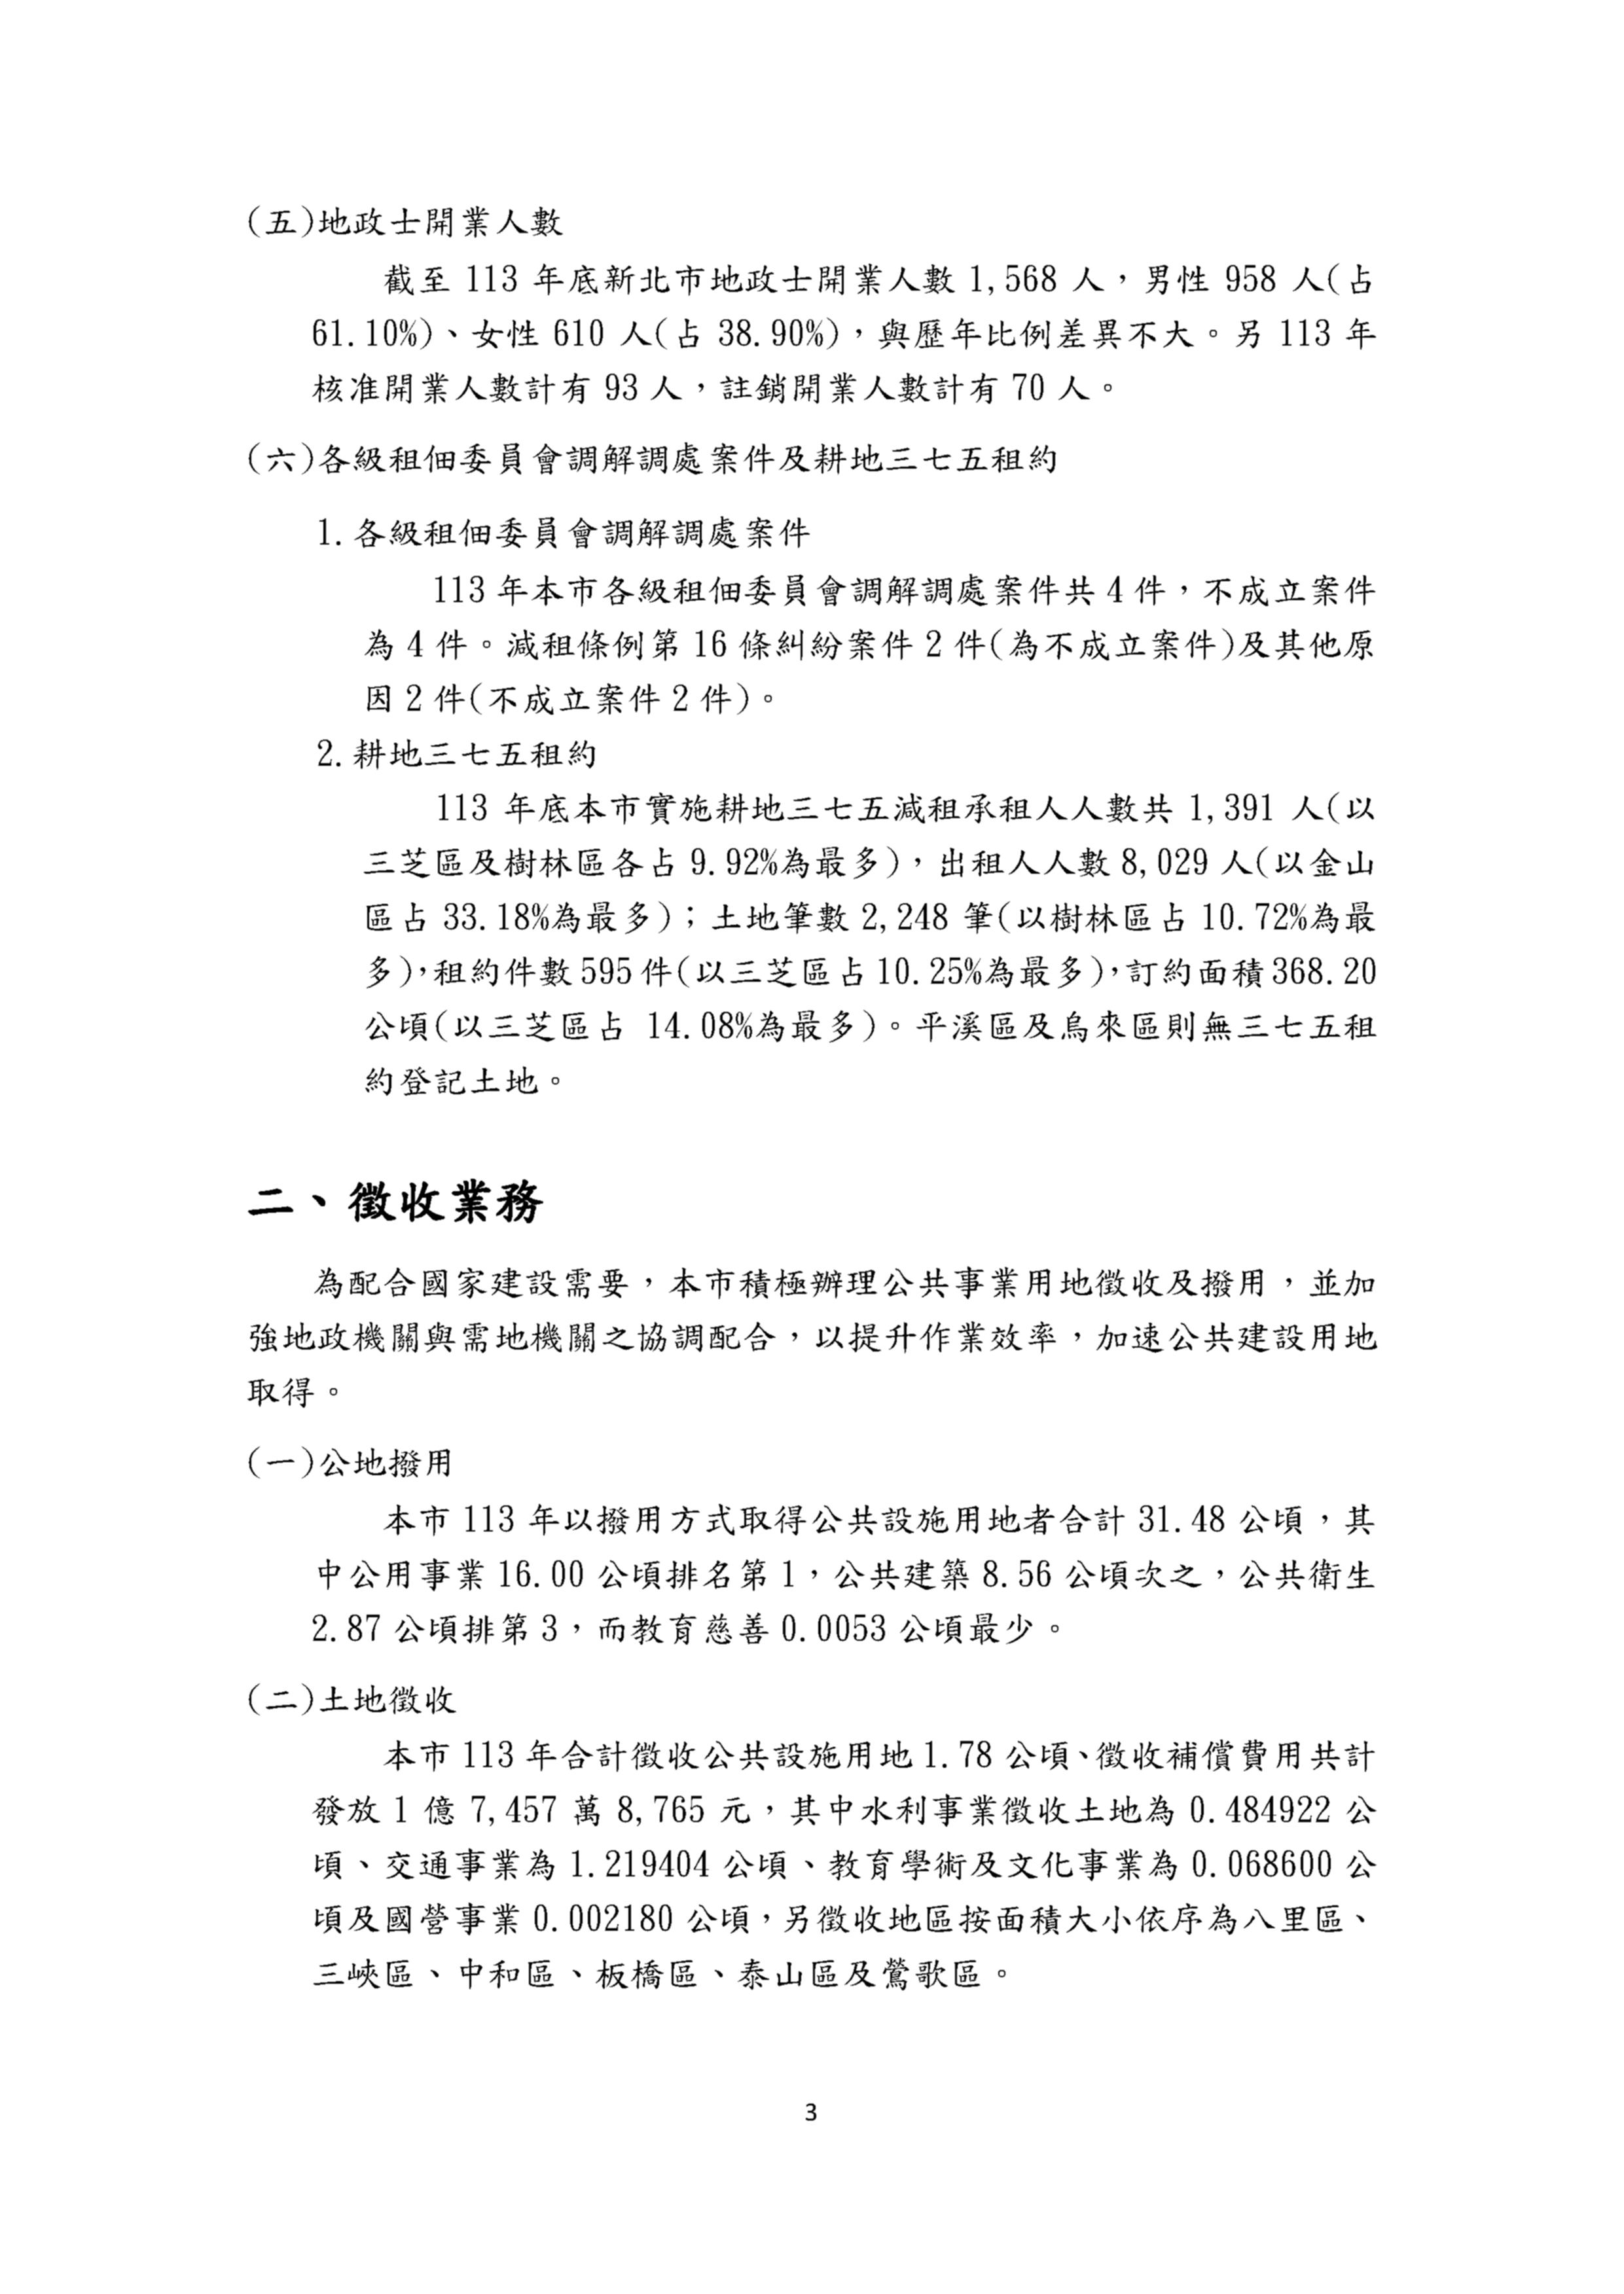 (五)地政士開業人數
截至 113 年底新北市地政士開業人數 1,568 人，男性 958 人(占
61.10%)、女性 610 人(占 38.90%)，與歷年比例差異不大。另 113 年
核准開業人數計有 93 人，註銷開業人數計有 70 人。
(六)各級租佃委員會調解調處案件及耕地三七五租約
1.各級租佃委員會調解調處案件
113 年本市各級租佃委員會調解調處案件共 4 件，不成立案件
為 4 件。減租條例第 16 條糾紛案件 2 件(為不成立案件)及其他原
因 2 件(不成立案件 2 件)。
2.耕地三七五租約
113 年底本市實施耕地三七五減租承租人人數共 1,391 人(以
三芝區及樹林區各占 9.92%為最多)，出租人人數 8,029 人(以金山
區占 33.18%為最多)；土地筆數 2,248 筆(以樹林區占 10.72%為最
多)，租約件數 595 件(以三芝區占 10.25%為最多)，訂約面積 368.20
公頃(以三芝區占 14.08%為最多)。平溪區及烏來區則無三七五租
約登記土地。
二、徵收業務
為配合國家建設需要，本市積極辦理公共事業用地徵收及撥用，並加
強地政機關與需地機關之協調配合，以提升作業效率，加速公共建設用地
取得。
(一)公地撥用
本市 113 年以撥用方式取得公共設施用地者合計 31.48 公頃，其
中公用事業 16.00 公頃排名第 1，公共建築 8.56 公頃次之，公共衛生
2.87 公頃排第 3，而教育慈善 0.0053 公頃最少。
(二)土地徵收
本市 113 年合計徵收公共設施用地 1.78 公頃、徵收補償費用共計
發放 1 億 7,457 萬 8,765 元，其中水利事業徵收土地為 0.484922 公
頃、交通事業為 1.219404 公頃、教育學術及文化事業為 0.068600 公
頃及國營事業 0.002180 公頃，另徵收地區按面積大小依序為八里區、
三峽區、中和區、板橋區、泰山區及鶯歌區。
3